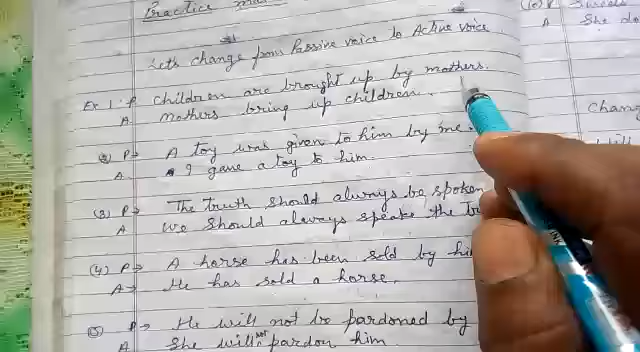 Practice
Lets change from Passive voice to Active voice
Ex 1. P children are brought up by mothers.
A mothers bring up children.
(2) P→ A toy was given to him by me.
A. I gave a toy to him.
(3) P→ The truth should always be spoken
A we should always speake the
(4) P→ A horse has been sold by
A→ He has sold a horse.
(5) P→ He will not be pardoned by
A She will not pardon him
(10) P
A She
Chang